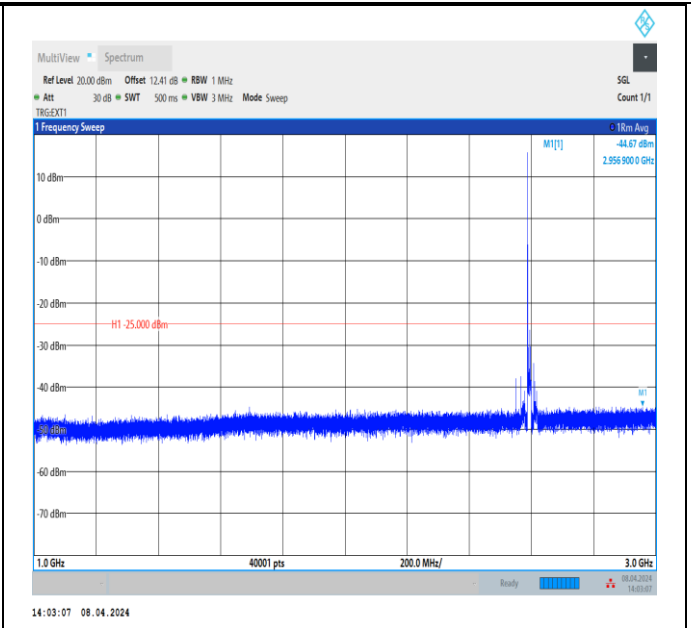 MultiView Spectrum
Ref Level 20.00 dBm Offset 12.41 dB RBW 1 MHz SGL
Att 30 dB SWT 500 ms VBW 3 MHz Mode Sweep Count 1/1
TRG:EXT1
1 Frequency Sweep 1Rm Avg
M1[1] -44.67 dBm
2.956 900 0 GHz
10 dBm
0 dBm
-10 dBm
-20 dBm
H1 -25.000 dBm
-30 dBm
-40 dBm
M1
-50 dBm
-60 dBm
-70 dBm
1.0 GHz 40001 pts 200.0 MHz/ 3.0 GHz
Ready 08.04.2024
14:03:07
14:03:07 08.04.2024